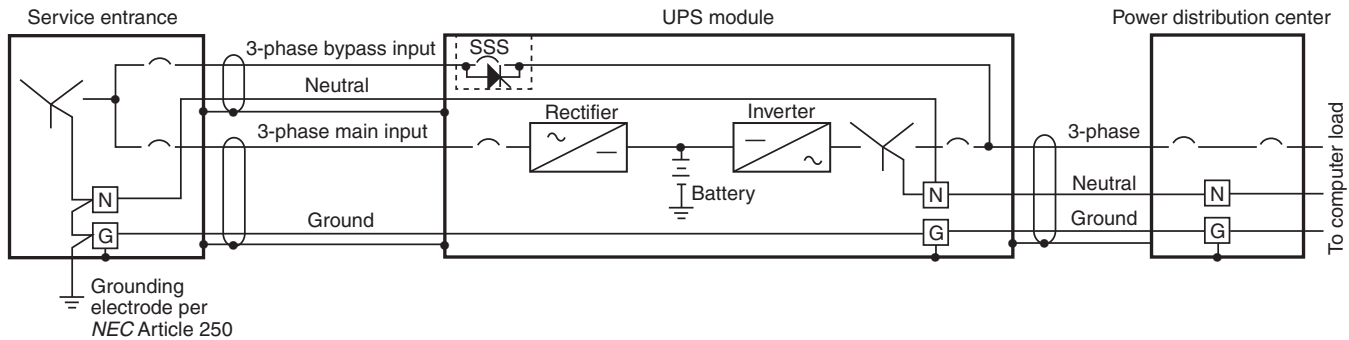 Service entrance
UPS module
Power distribution center
3-phase bypass input
SSS
Neutral
Rectifier
Inverter
3-phase main input
3-phase
Battery
Neutral
N
N
N
Ground
Ground
G
G
G
To computer load
Grounding
electrode per
NEC Article 250